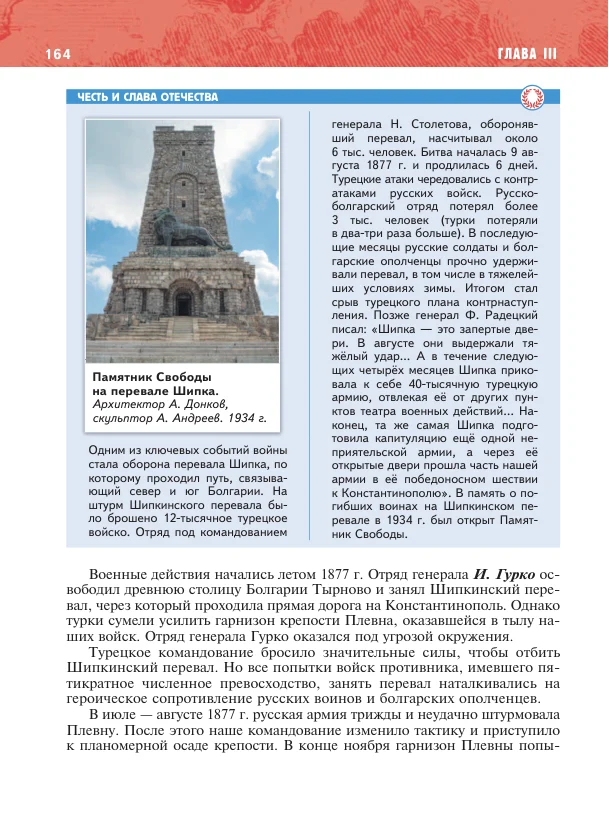 164
ГЛАВА III
ЧЕСТЬ И СЛАВА ОТЕЧЕСТВА
Памятник Свободы
на перевале Шипка.
Архитектор А. Донков,
скульптор А. Андреев. 1934 г.
Одним из ключевых событий войны
стала оборона перевала Шипка, по
которому проходил путь, связыва-
ющий север и юг Болгарии. На
штурм Шипкинского перевала бы-
ло брошено 12-тысячное турецкое
войско. Отряд под командованием
генерала Н. Столетова, обороняв-
ший перевал, насчитывал около
6 тыс. человек. Битва началась 9 ав-
густа 1877 г. и продлилась 6 дней.
Турецкие атаки чередовались с контр-
атаками русских войск. Русско-
болгарский отряд потерял более
3 тыс. человек (турки потеряли
в два-три раза больше). В последую-
щие месяцы русские солдаты и бол-
гарские ополченцы прочно удержи-
вали перевал, в том числе в тяжелей-
ших условиях зимы. Итогом стал
срыв турецкого плана контрнаступ-
ления. Позже генерал Ф. Радецкий
писал: «Шипка — это запертые две-
ри. В августе они выдержали тя-
жёлый удар... А в течение следую-
щих четырёх месяцев Шипка прико-
вала к себе 40-тысячную турецкую
армию, отвлекая её от других пун-
ктов театра военных действий... На-
конец, та же самая Шипка подго-
товила капитуляцию ещё одной не-
приятельской армии, а через её
открытые двери прошла часть нашей
армии в её победоносном шествии
к Константинополю». В память о по-
гибших воинах на Шипкинском пе-
ревале в 1934 г. был открыт Памят-
ник Свободы.
Военные действия начались летом 1877 г. Отряд генерала И. Гурко ос-
вободил древнюю столицу Болгарии Тырново и занял Шипкинский пере-
вал, через который проходила прямая дорога на Константинополь. Однако
турки сумели усилить гарнизон крепости Плевна, оказавшейся в тылу на-
ших войск. Отряд генерала Гурко оказался под угрозой окружения.
Турецкое командование бросило значительные силы, чтобы отбить
Шипкинский перевал. Но все попытки войск противника, имевшего пя-
тикратное численное превосходство, занять перевал наталкивались на
героическое сопротивление русских воинов и болгарских ополченцев.
В июле — августе 1877 г. русская армия трижды и неудачно штурмовала
Плевну. После этого наше командование изменило тактику и приступило
к планомерной осаде крепости. В конце ноября гарнизон Плевны попы-